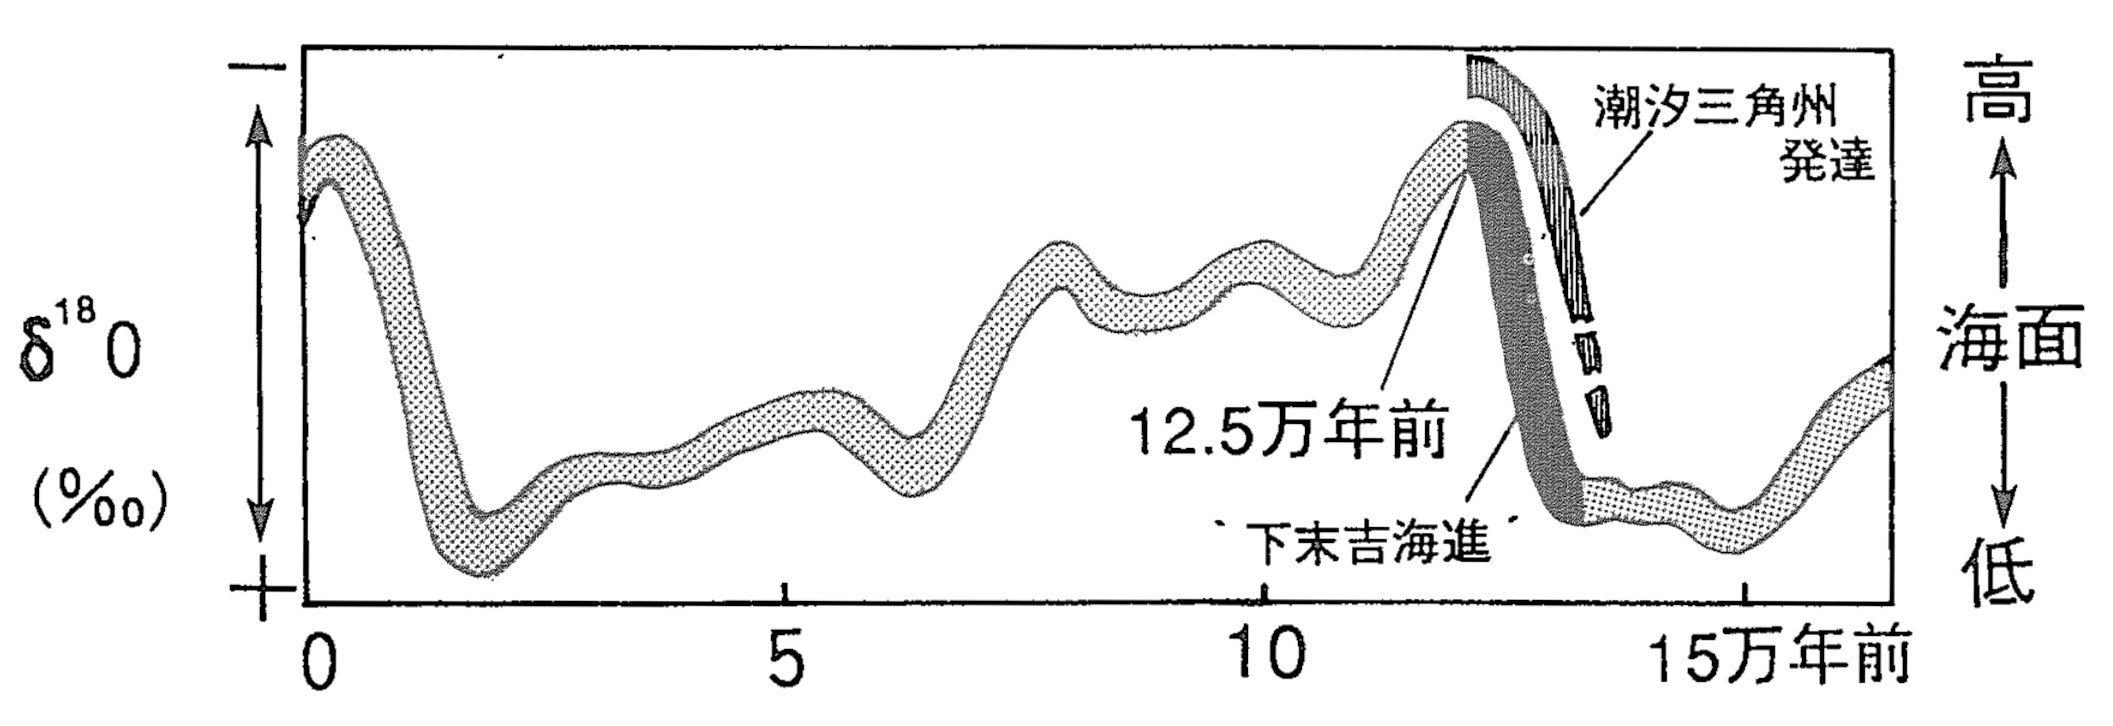 −
δ¹⁸O
(‰)
+
潮汐三角州
発達
12.5万年前
下末吉海進
高
海面
低
0
5
10
15万年前